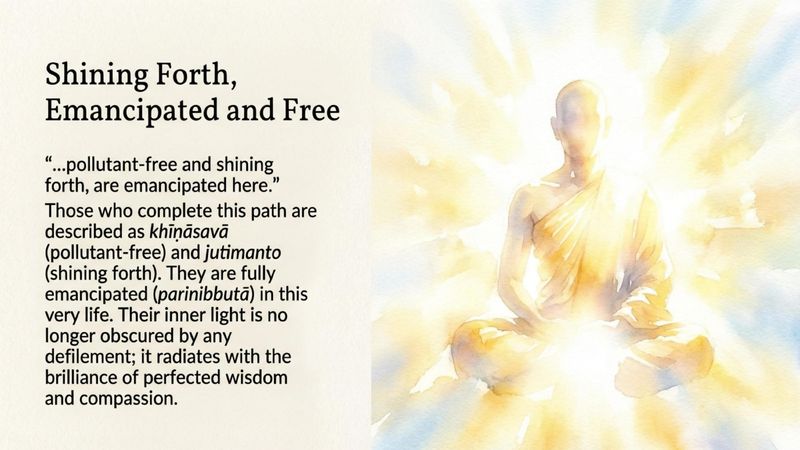 Shining Forth,
Emancipated and Free
“...pollutant-free and shining
forth, are emancipated here.”
Those who complete this path are
described as khīṇāsavā
(pollutant-free) and jutimanto
(shining forth). They are fully
emancipated (parinibbutā) in this
very life. Their inner light is no
longer obscured by any
defilement; it radiates with the
brilliance of perfected wisdom
and compassion.